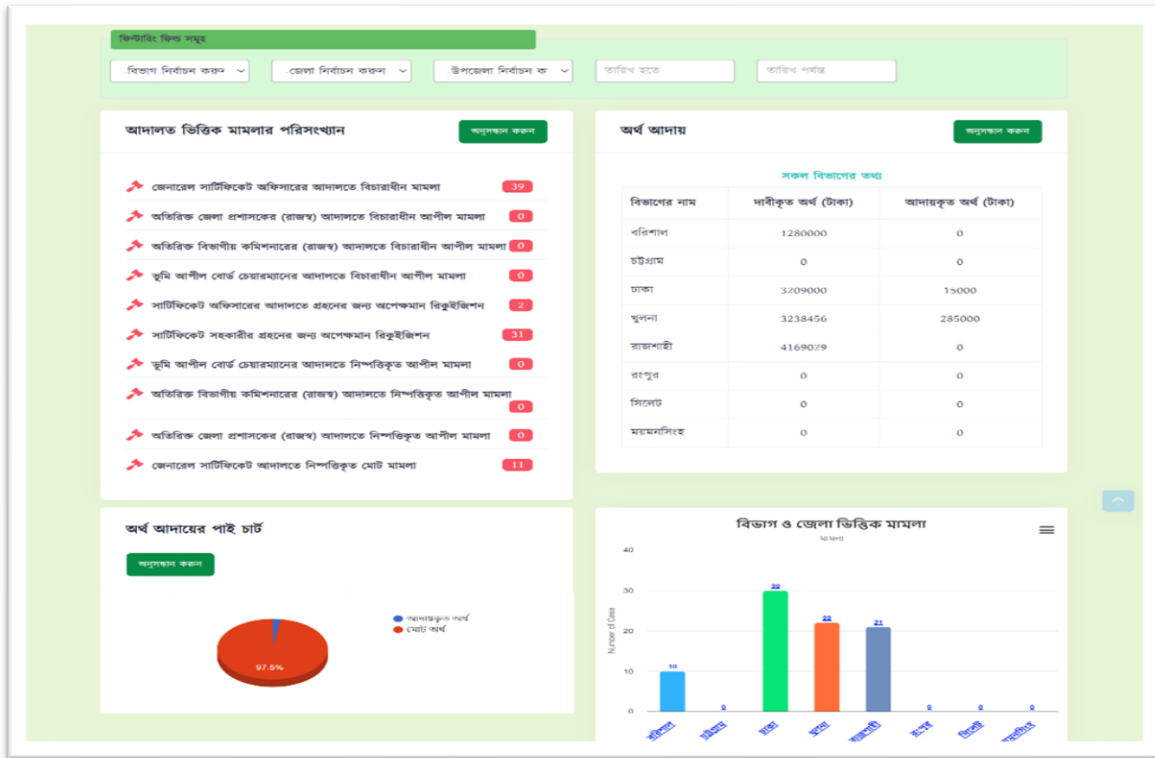 ফিল্টারিং ফিল্ড সমূহ
-বিভাগ নির্বাচন করুন
-জেলা নির্বাচন করুন
-উপজেলা নির্বাচন ক
তারিখ হতে
তারিখ পর্যন্ত
আদালত ভিত্তিক মামলার পরিসংখ্যান
অনুসন্ধান করুন
জেনারেল সার্টিফিকেট অফিসারের আদালতে বিচারাধীন মামলা 39
অতিরিক্ত জেলা প্রশাসকের (রাজস্ব) আদালতে বিচারাধীন আপীল মামলা 0
অতিরিক্ত বিভাগীয় কমিশনারের (রাজস্ব) আদালতে বিচারাধীন আপীল মামলা 0
ভূমি আপীল বোর্ড চেয়ারম্যানের আদালতে বিচারাধীন আপীল মামলা 0
সার্টিফিকেট অফিসারের আদালতে গ্রহনের জন্য অপেক্ষমান রিকুইজিশন 2
সার্টিফিকেট সহকারীর গ্রহনের জন্য অপেক্ষমান রিকুইজিশন 31
ভূমি আপীল বোর্ড চেয়ারম্যানের আদালতে নিষ্পত্তিকৃত আপীল মামলা 0
অতিরিক্ত বিভাগীয় কমিশনারের (রাজস্ব) আদালতে নিষ্পত্তিকৃত আপীল মামলা
0
অতিরিক্ত জেলা প্রশাসকের (রাজস্ব) আদালতে নিষ্পত্তিকৃত আপীল মামলা 0
জেনারেল সার্টিফিকেট আদালতে নিষ্পত্তিকৃত মোট মামলা 11
অর্থ আদায়
অনুসন্ধান করুন
সকল বিভাগের তথ্য
বিভাগের নাম দাবীকৃত অর্থ (টাকা) আদায়কৃত অর্থ (টাকা)
বরিশাল 1280000 0
চট্টগ্রাম 0 0
ঢাকা 3209000 15000
খুলনা 3238456 285000
রাজশাহী 4169029 0
রংপুর 0 0
সিলেট 0 0
ময়মনসিংহ 0 0
অর্থ আদায়ের পাই চার্ট
অনুসন্ধান করুন
আদায়কৃত অর্থ
মোট অর্থ
97.5%
বিভাগ ও জেলা ভিত্তিক মামলা
মামলা
Number of Case
40
30
20
10
0
10 0 30 22 21 0 0 0
বরিশাল চট্টগ্রাম ঢাকা খুলনা রাজশাহী রংপুর সিলেট